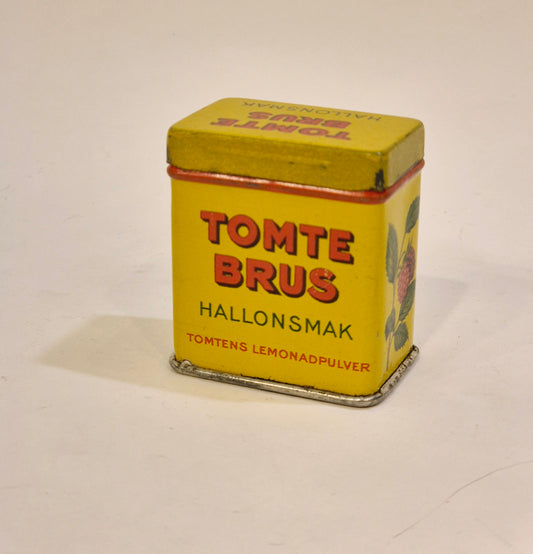 HALLONSMAK
TOMTE
BRUS
TOMTE
BRUS
HALLONSMAK
TOMTENS LEMONADPULVER